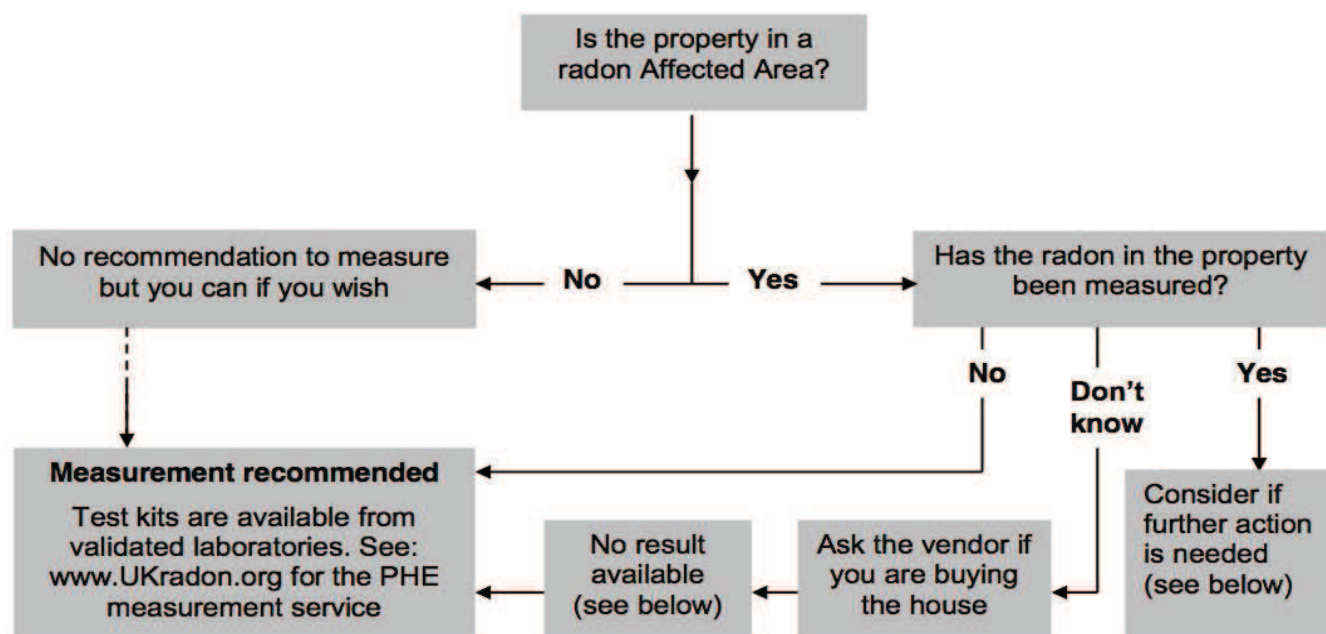 Is the property in a
radon Affected Area?
No recommendation to measure
but you can if you wish
No
Yes
Has the radon in the property
been measured?
No
Don't
know
Yes
Measurement recommended
Test kits are available from
validated laboratories. See:
www.UKradon.org for the PHE
measurement service
No result
available
(see below)
Ask the vendor if
you are buying
the house
Consider if
further action
is needed
(see below)